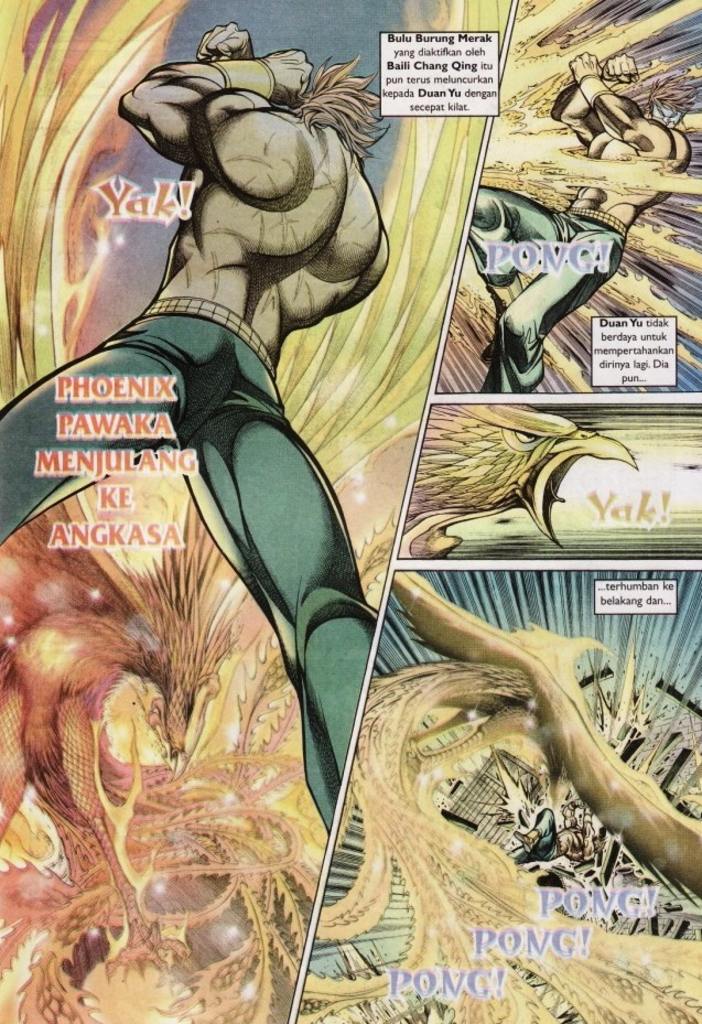 Bulu Burung Merak
yang diaktifkan oleh
Baili Chang Qing itu
pun terus meluncurkan
kepada Duan Yu dengan
secepat kilat.
Yak!
PHOENIX
PAWAKA
MENJULANG
KE
ANGKASA
PONG!
Duan Yu tidak
berdaya untuk
mempertahankan
dirinya lagi. Dia
pun...
Yak!
...terhumban ke
belakang dan...
PONG!
PONG!
PONG!